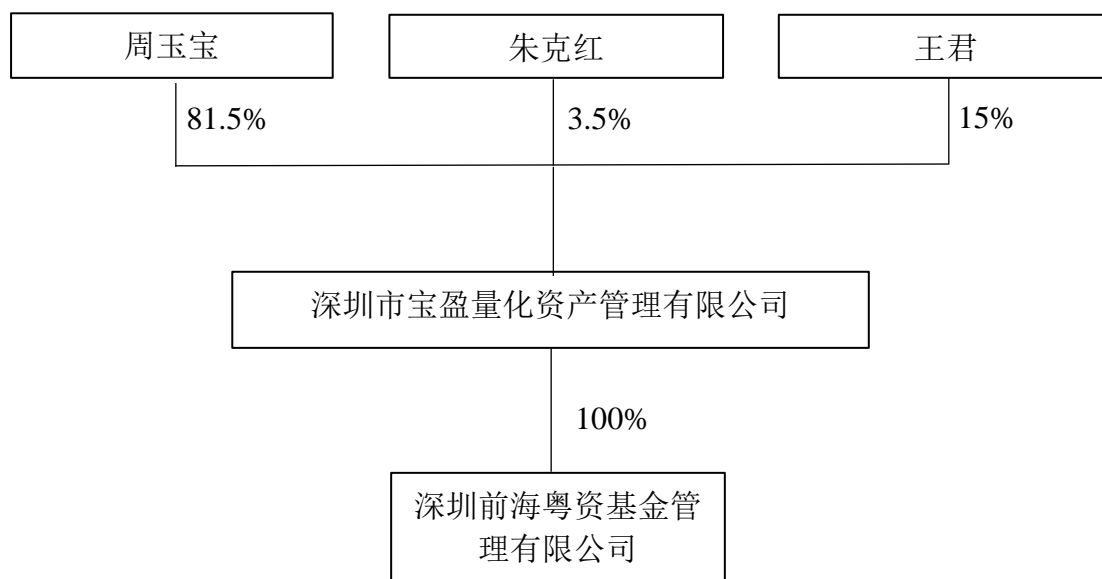 周玉宝
朱克红
王君
81.5%
3.5%
15%
深圳市宝盈量化资产管理有限公司
100%
深圳前海粤资基金管
理有限公司